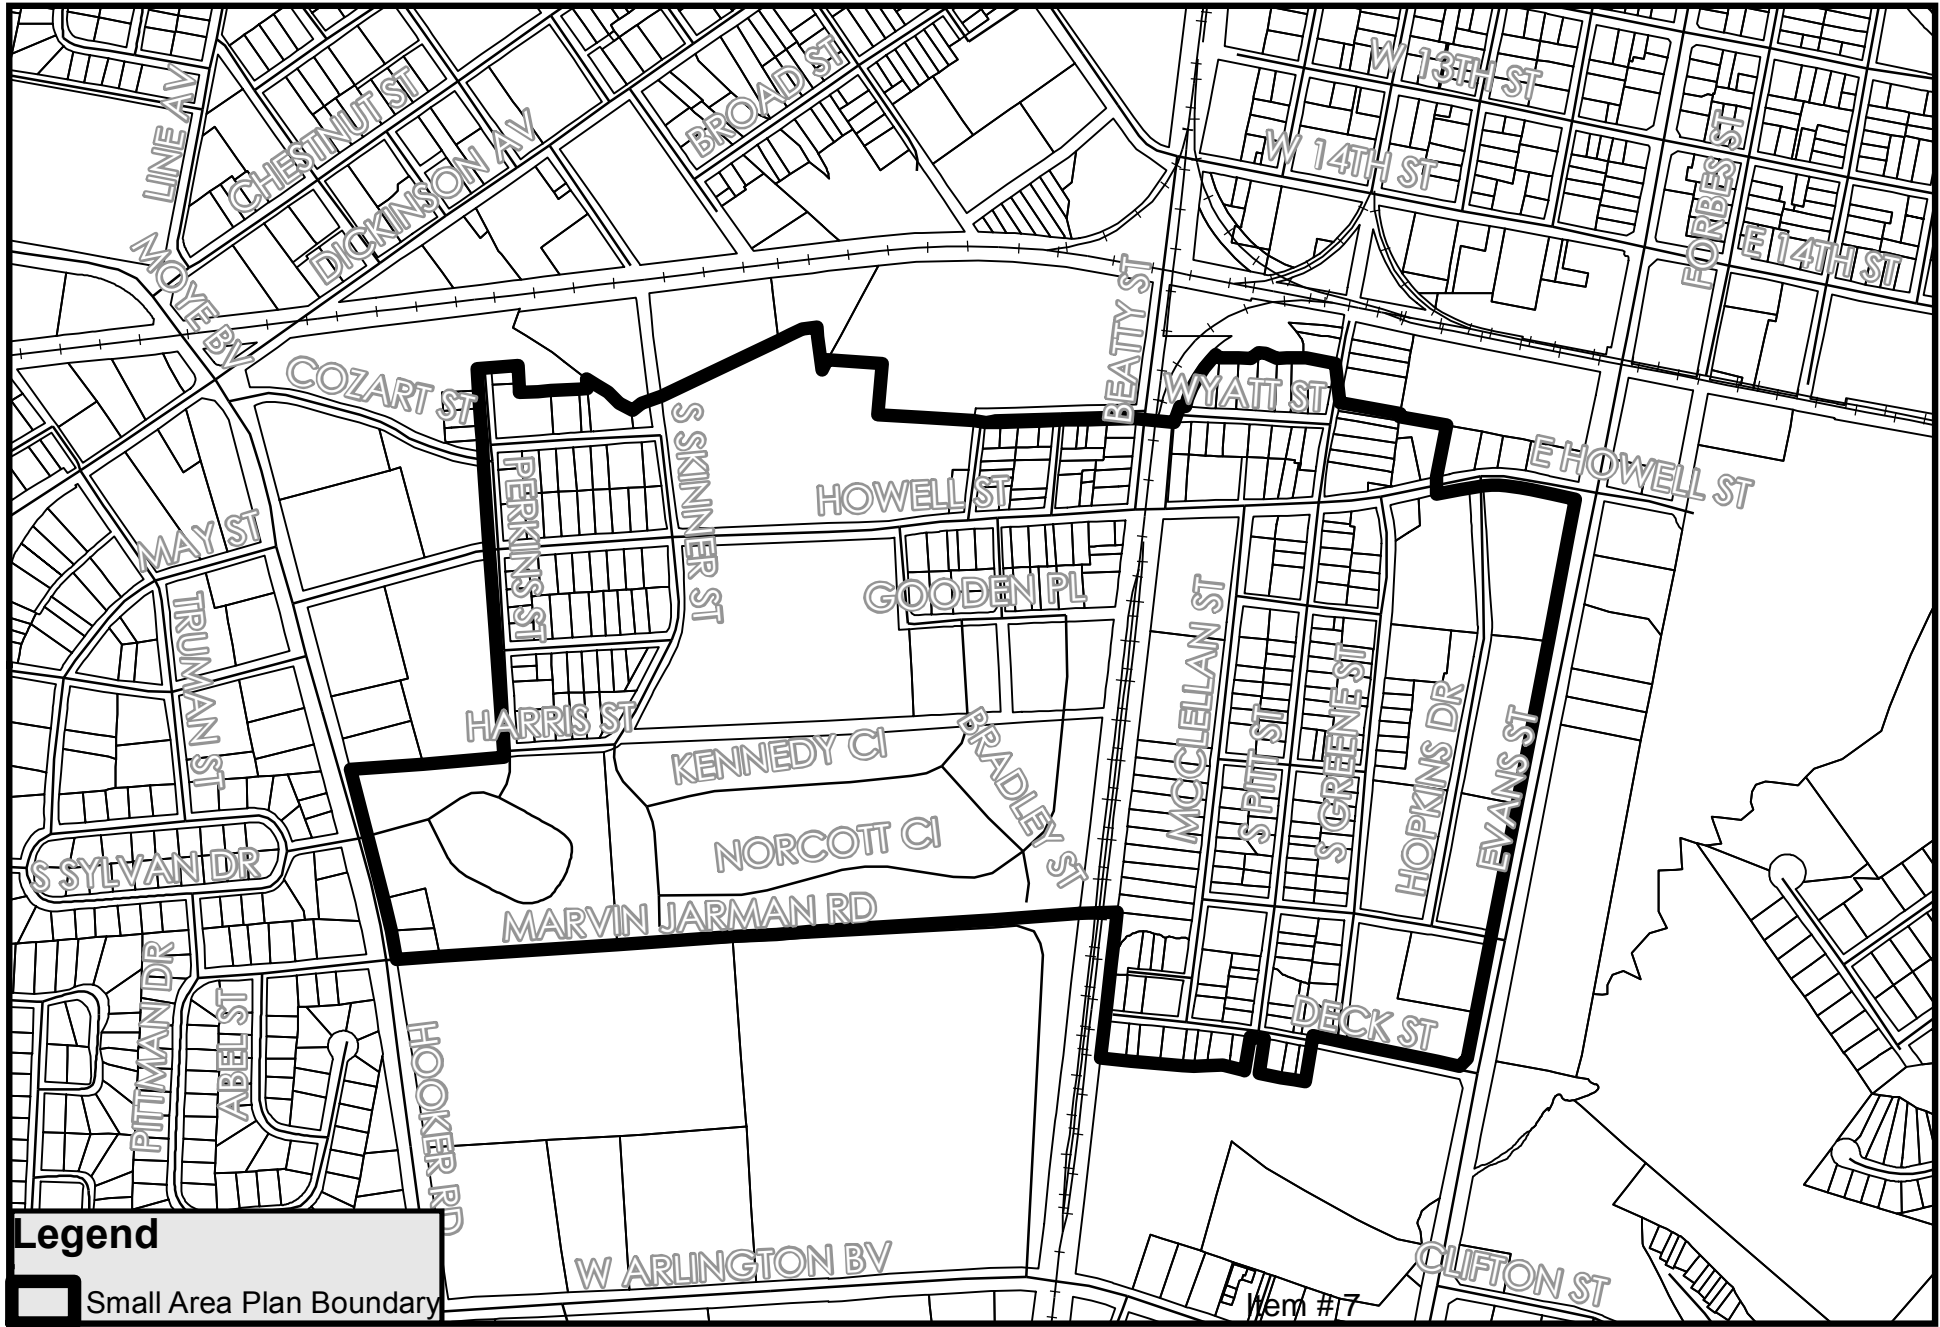 W 13TH ST
LINE AV
CHESTNUT ST
DICKINSON AV
BROAD ST
W 14TH ST
FORBES ST
E 14TH ST
MOYE BV
BEATTY ST
COZART ST
WYATT ST
S SKINNER ST
E HOWELL ST
PERKINS ST
HOWELL ST
MAY ST
GOODEN PL
TRUMAN ST
MCCLELLAN ST
S PITT ST
S GREENE ST
HOPKINS DR
EVANS ST
HARRIS ST
KENNEDY CI
BRADLEY ST
NORCOTT CI
S SYLVAN DR
MARVIN JARMAN RD
PITTMAN DR
ABEL ST
DECK ST
HOOKER RD
W ARLINGTON BV
CLIFTON ST
Legend
Small Area Plan Boundary
Item # 7